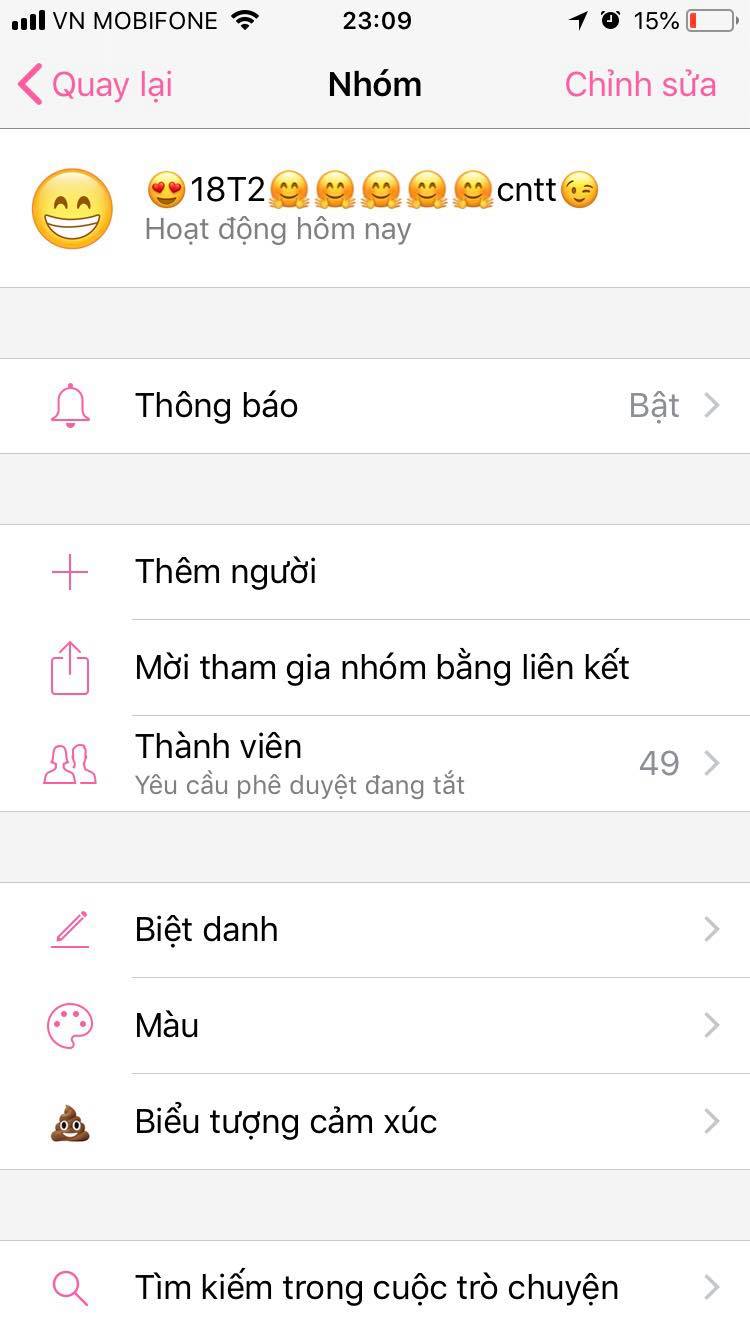 VN MOBIFONE 23:09 15%
Quay lại Nhóm Chỉnh sửa
😍18T2🤗🤗🤗🤗🤗cntt😉
Hoạt động hôm nay
Thông báo Bật
Thêm người
Mời tham gia nhóm bằng liên kết
Thành viên 49
Yêu cầu phê duyệt đang tắt
Biệt danh
Màu
Biểu tượng cảm xúc
Tìm kiếm trong cuộc trò chuyện